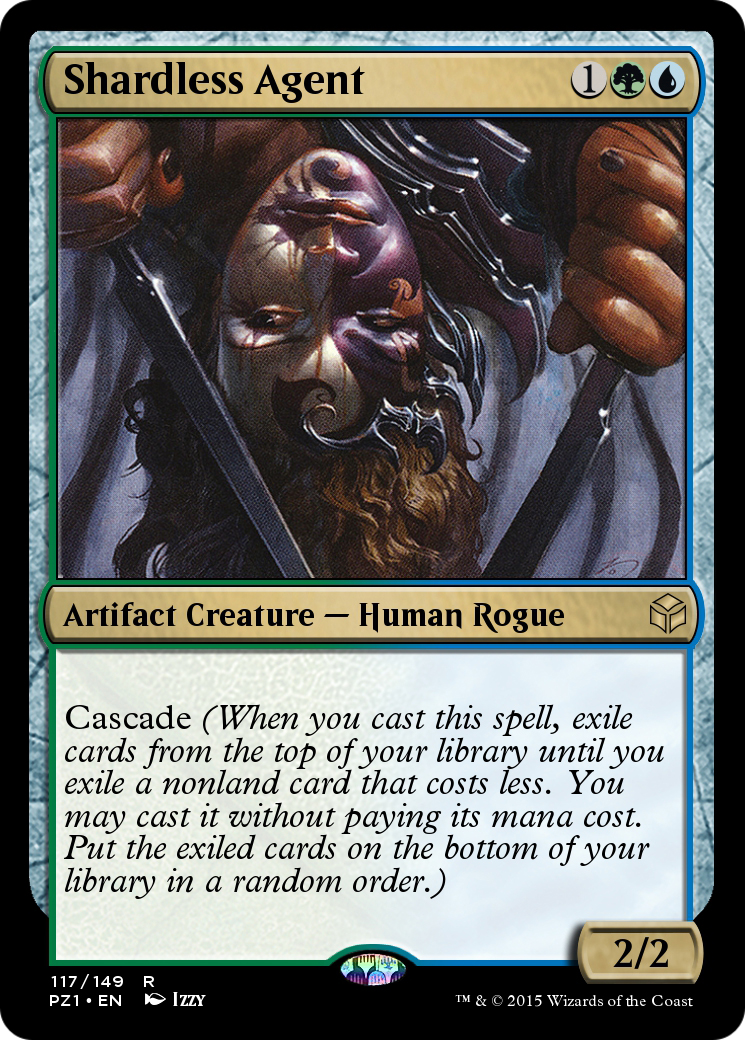 Shardless Agent 1
Artifact Creature — Human Rogue
Cascade (When you cast this spell, exile
cards from the top of your library until you
exile a nonland card that costs less. You
may cast it without paying its mana cost.
Put the exiled cards on the bottom of your
library in a random order.)
2/2
117/149 R
PZ1 • EN Izzy
™ & © 2015 Wizards of the Coast